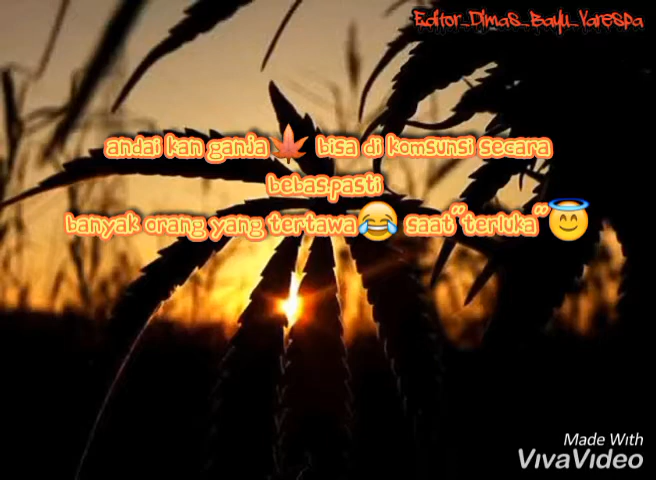 Editor_Dimas_Bayu_Varespa
andai kan ganja🍁 bisa di komsunsi secara
bebas.pasti
banyak orang yang tertawa😂 saat"terluka"😇
Made With
VivaVideo